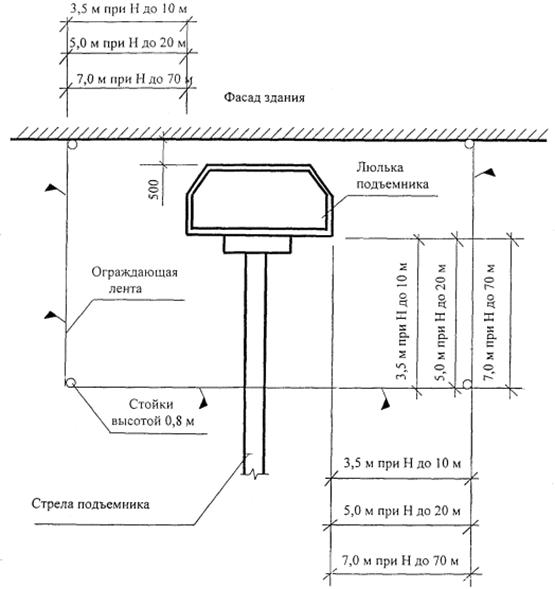 3,5 м при Н до 10 м
5,0 м при Н до 20 м
7,0 м при Н до 70 м
Фасад здания
500
Люлька
подъемника
Ограждающая
лента
3,5 м при Н до 10 м
5,0 м при Н до 20 м
7,0 м при Н до 70 м
Стойки
высотой 0,8 м
Стрела подъемника
3,5 м при Н до 10 м
5,0 м при Н до 20 м
7,0 м при Н до 70 м